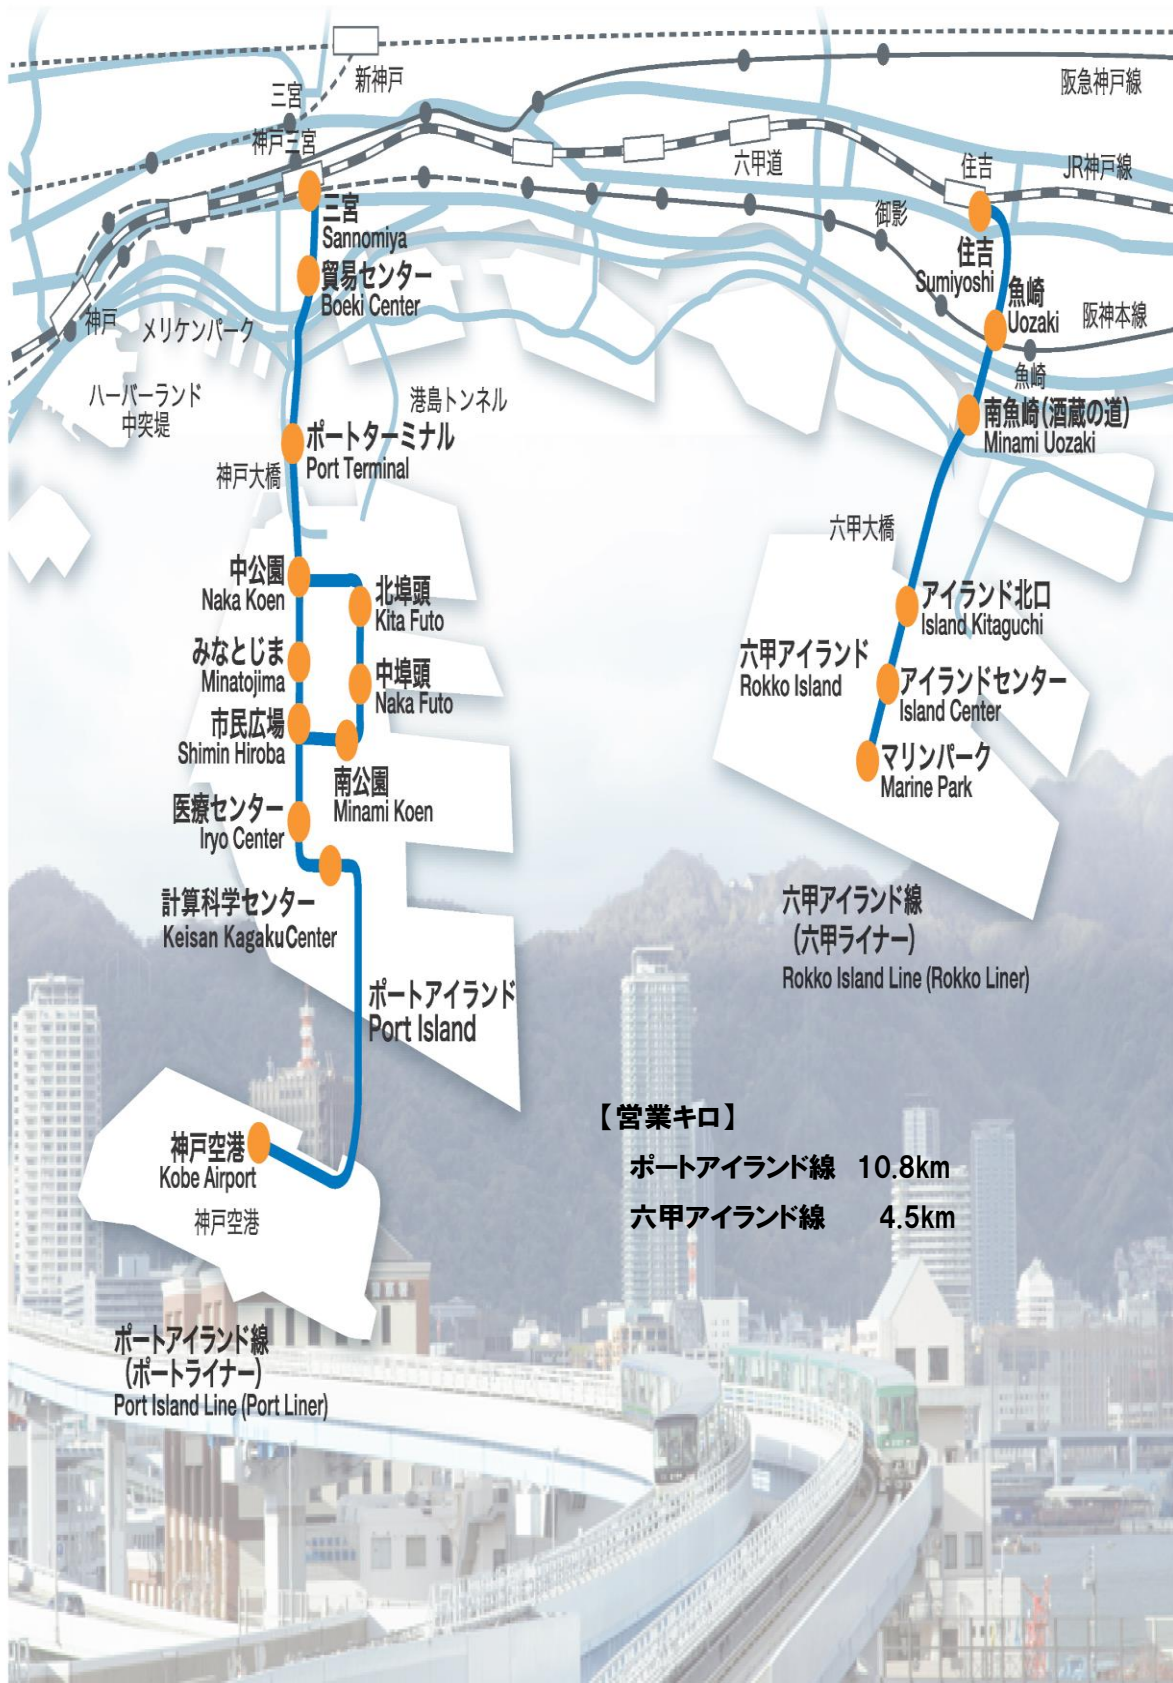 新神戸
三宮
神戸三宮
阪急神戸線
六甲道
住吉
JR神戸線
三宮
Sannomiya
御影
住吉
Sumiyoshi
貿易センター
Boeki Center
魚崎
Uozaki
阪神本線
神戸
メリケンパーク
魚崎
ハーバーランド
中突堤
港島トンネル
南魚崎(酒蔵の道)
Minami Uozaki
ポートターミナル
Port Terminal
神戸大橋
六甲大橋
中公園
Naka Koen
北埠頭
Kita Futo
アイランド北口
Island Kitaguchi
みなとじま
Minatojima
中埠頭
Naka Futo
六甲アイランド
Rokko Island
アイランドセンター
Island Center
市民広場
Shimin Hiroba
マリンパーク
Marine Park
南公園
Minami Koen
医療センター
Iryo Center
計算科学センター
Keisan KagakuCenter
六甲アイランド線
(六甲ライナー)
Rokko Island Line (Rokko Liner)
ポートアイランド
Port Island
【営業キロ】
ポートアイランド線 10.8km
六甲アイランド線 4.5km
神戸空港
Kobe Airport
神戸空港
ポートアイランド線
(ポートライナー)
Port Island Line (Port Liner)